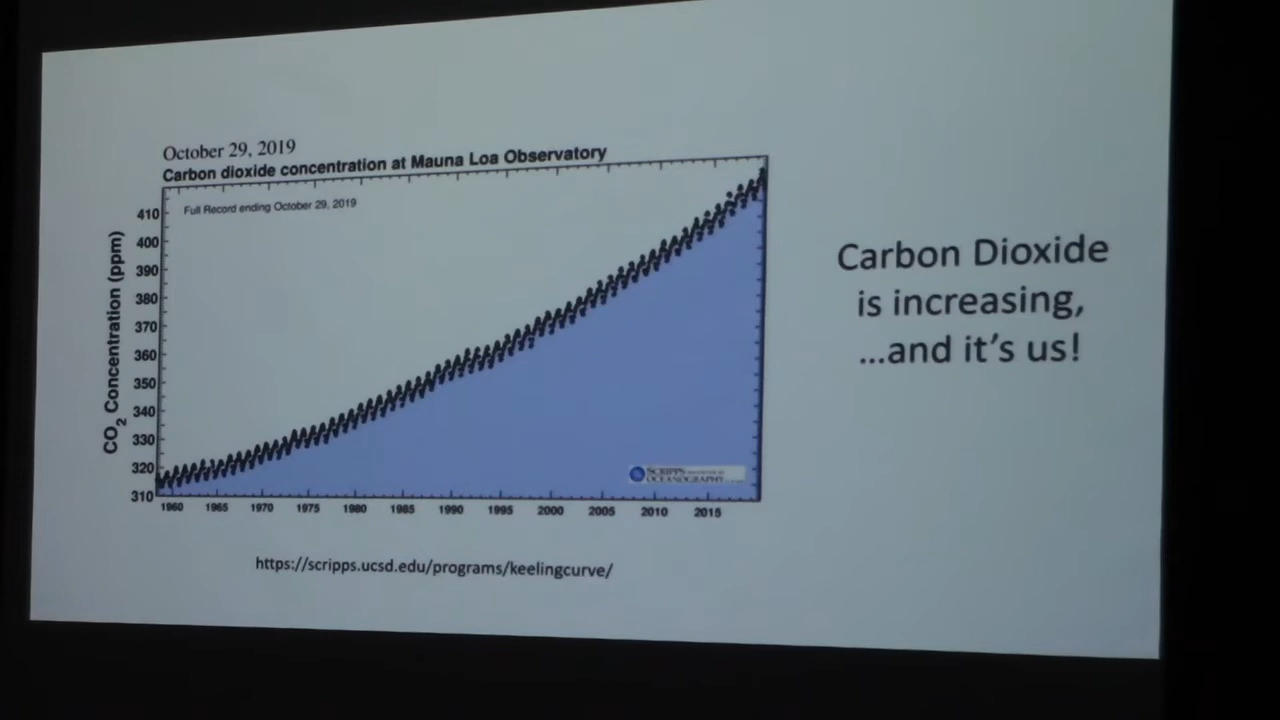 October 29, 2019
Carbon dioxide concentration at Mauna Loa Observatory
Full Record ending October 29, 2019
CO2 Concentration (ppm)
410
400
390
380
370
360
350
340
330
320
310
1960 1965 1970 1975 1980 1985 1990 1995 2000 2005 2010 2015
SCRIPPS
OCEANOGRAPHY
https://scripps.ucsd.edu/programs/keelingcurve/
Carbon Dioxide
is increasing,
...and it's us!